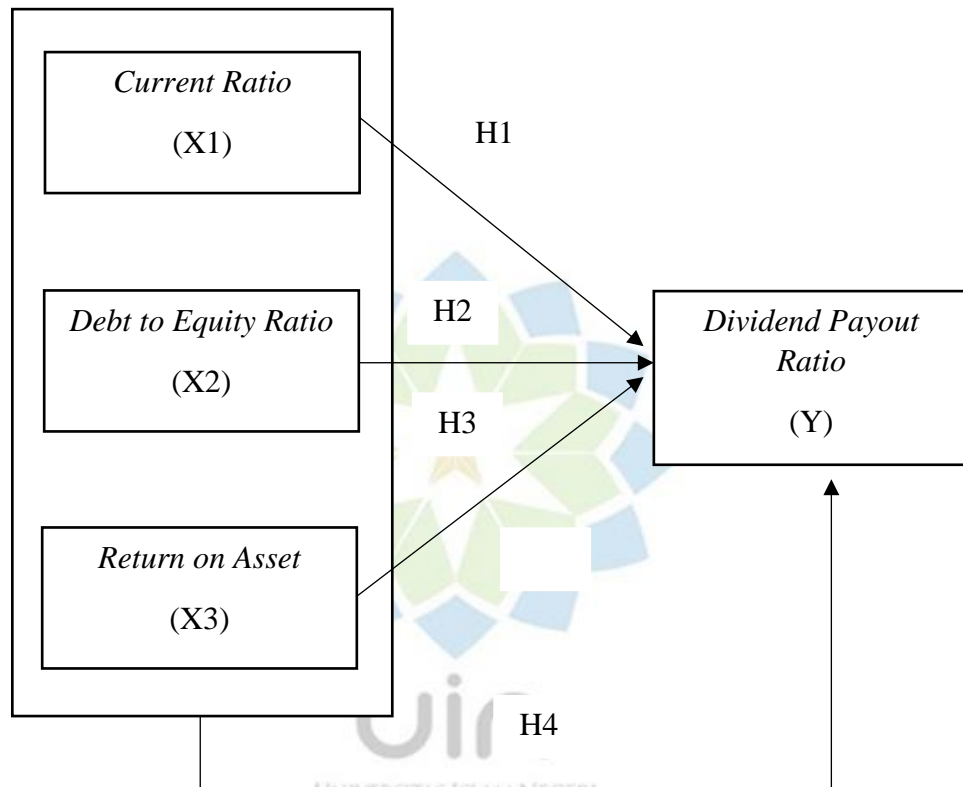 Current Ratio
(X1)
H1
Debt to Equity Ratio
(X2)
H2
Dividend Payout
Ratio
(Y)
H3
Return on Asset
(X3)
H4